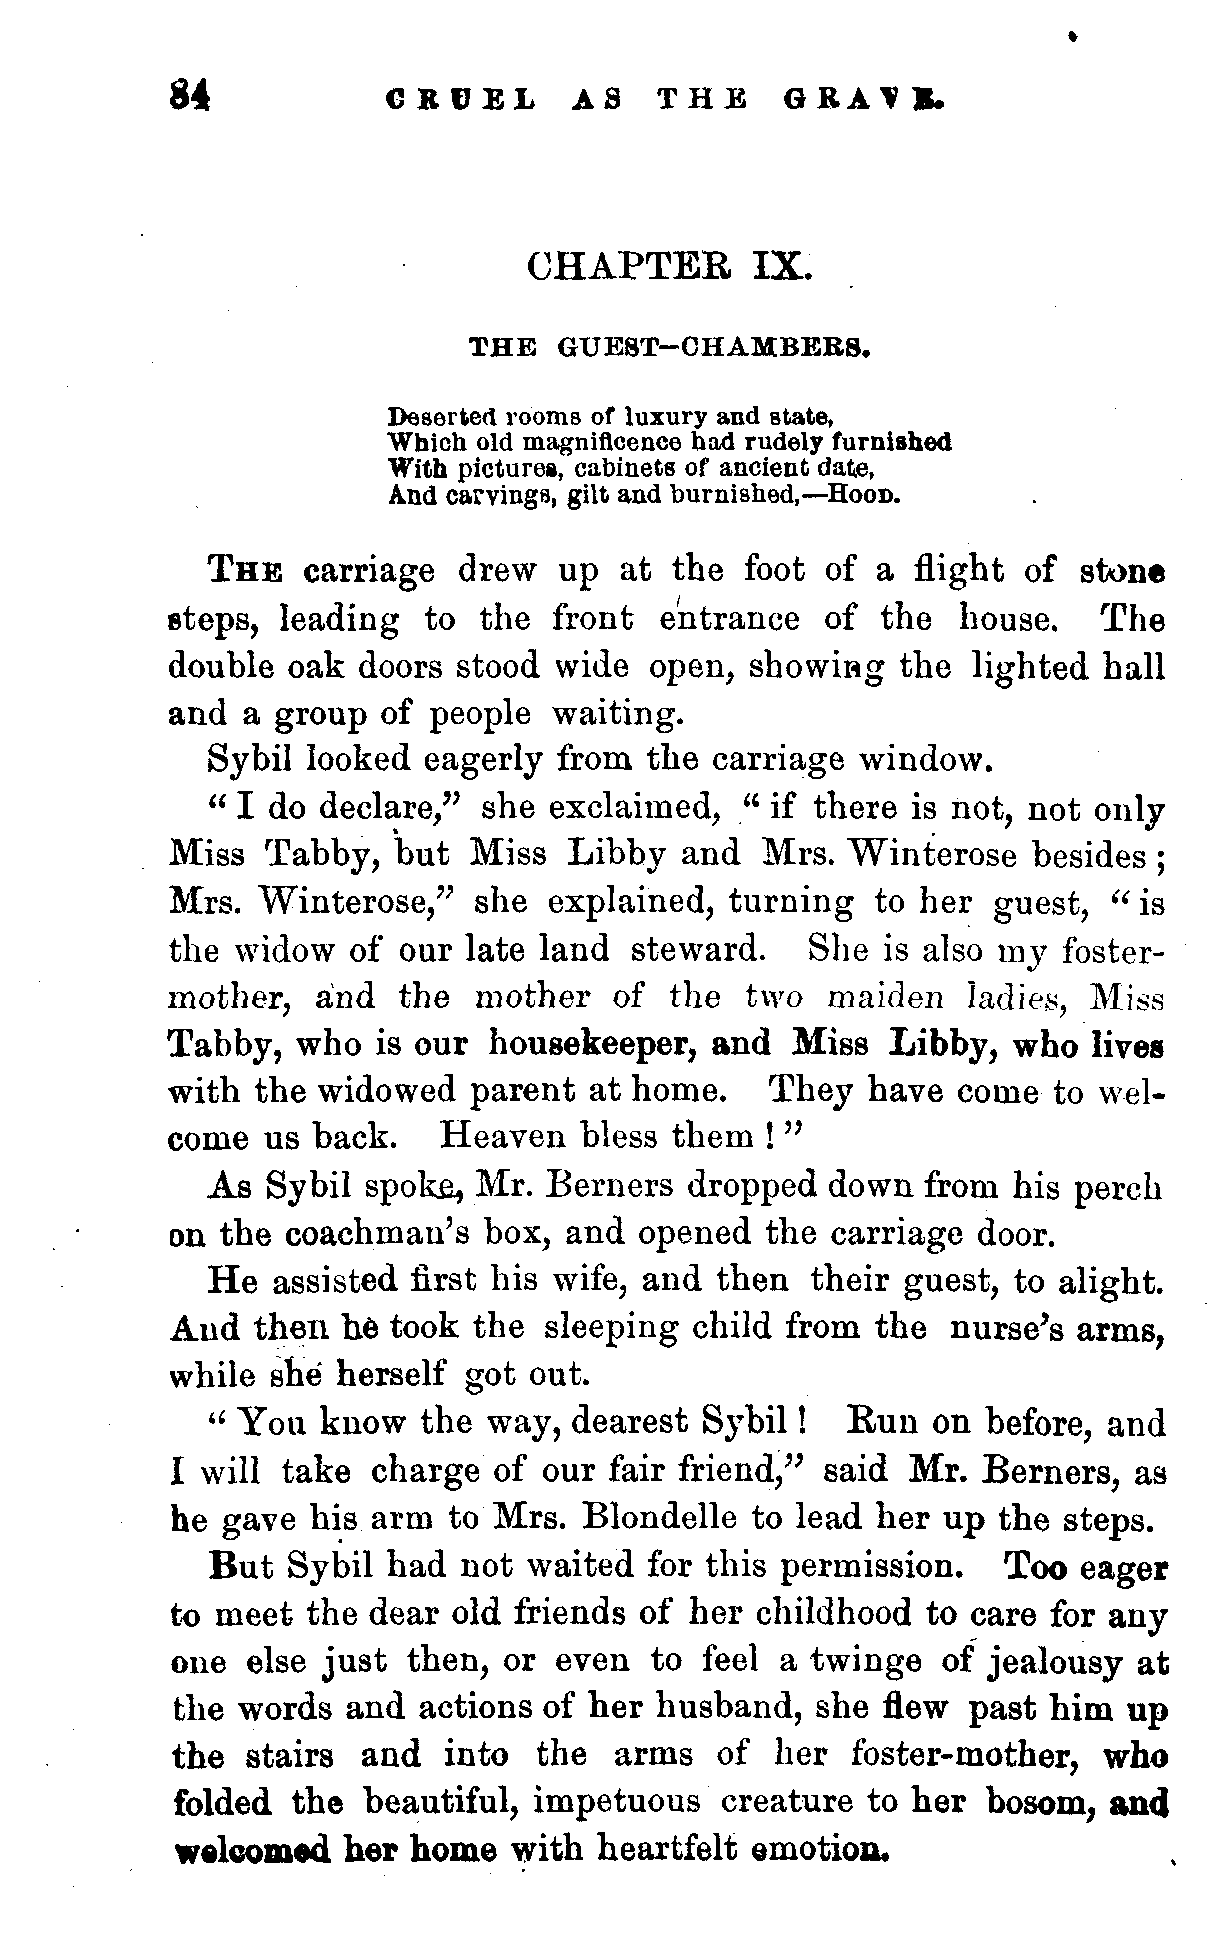 84 CRUEL AS THE GRAVE.
CHAPTER IX.
THE GUEST-CHAMBERS.
Deserted rooms of luxury and state,
Which old magnificence had rudely furnished
With pictures, cabinets of ancient date,
And carvings, gilt and burnished,—HOOD.
THE carriage drew up at the foot of a flight of stone
steps, leading to the front entrance of the house. The
double oak doors stood wide open, showing the lighted hall
and a group of people waiting.
Sybil looked eagerly from the carriage window.
“I do declare,” she exclaimed, “if there is not, not only
Miss Tabby, but Miss Libby and Mrs. Winterose besides;
Mrs. Winterose,” she explained, turning to her guest, “is
the widow of our late land steward. She is also my foster-
mother, and the mother of the two maiden ladies, Miss
Tabby, who is our housekeeper, and Miss Libby, who lives
with the widowed parent at home. They have come to wel-
come us back. Heaven bless them!”
As Sybil spoke, Mr. Berners dropped down from his perch
on the coachman’s box, and opened the carriage door.
He assisted first his wife, and then their guest, to alight.
And then he took the sleeping child from the nurse’s arms,
while she herself got out.
“You know the way, dearest Sybil! Run on before, and
I will take charge of our fair friend,” said Mr. Berners, as
he gave his arm to Mrs. Blondelle to lead her up the steps.
But Sybil had not waited for this permission. Too eager
to meet the dear old friends of her childhood to care for any
one else just then, or even to feel a twinge of jealousy at
the words and actions of her husband, she flew past him up
the stairs and into the arms of her foster-mother, who
folded the beautiful, impetuous creature to her bosom, and
welcomed her home with heartfelt emotion.